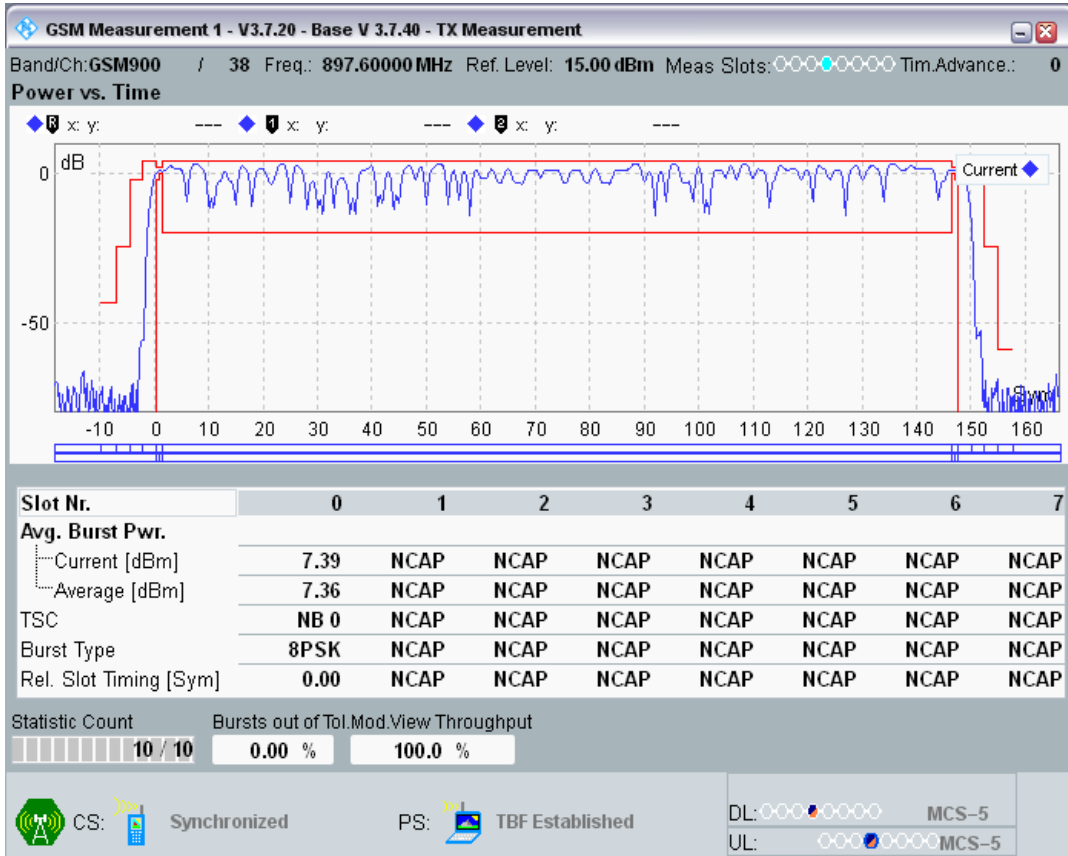 GSM Measurement 1 - V3.7.20 - Base V 3.7.40 - TX Measurement
Band/Ch:GSM900 / 38 Freq.: 897.60000 MHz Ref. Level: 15.00 dBm Meas Slots: Tim.Advance.: 0
Power vs. Time
R x: y: --- 1 x: y: --- 2 x: y: ---
dB
Current
0
-50
Sym
-10 0 10 20 30 40 50 60 70 80 90 100 110 120 130 140 150 160
Slot Nr. 0 1 2 3 4 5 6 7
Avg. Burst Pwr.
Current [dBm] 7.39 NCAP NCAP NCAP NCAP NCAP NCAP NCAP
Average [dBm] 7.36 NCAP NCAP NCAP NCAP NCAP NCAP NCAP
TSC NB 0 NCAP NCAP NCAP NCAP NCAP NCAP NCAP
Burst Type 8PSK NCAP NCAP NCAP NCAP NCAP NCAP NCAP
Rel. Slot Timing [Sym] 0.00 NCAP NCAP NCAP NCAP NCAP NCAP NCAP
Statistic Count Bursts out of Tol.Mod.View Throughput
10 / 10 0.00 % 100.0 %
CS: Synchronized PS: TBF Established
DL: MCS-5
UL: MCS-5